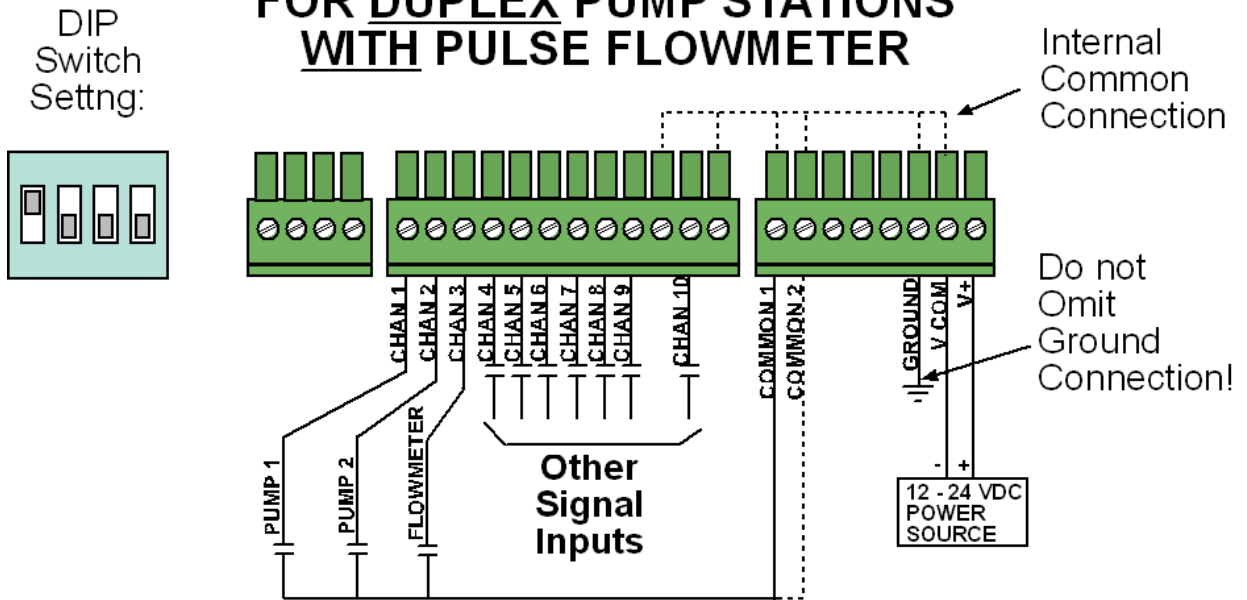 FOR DUPLEX PUMP STATIONS
WITH PULSE FLOWMETER
DIP
Switch
Settng:
Internal
Common
Connection
CHAN 1
CHAN 2
CHAN 3
CHAN 4
CHAN 5
CHAN 6
CHAN 7
CHAN 8
CHAN 9
CHAN 10
COMMON 1
COMMON 2
GROUND
V COM
V+
Do not
Omit
Ground
Connection!
PUMP 1
PUMP 2
FLOWMETER
Other
Signal
Inputs
- +
12 - 24 VDC
POWER
SOURCE